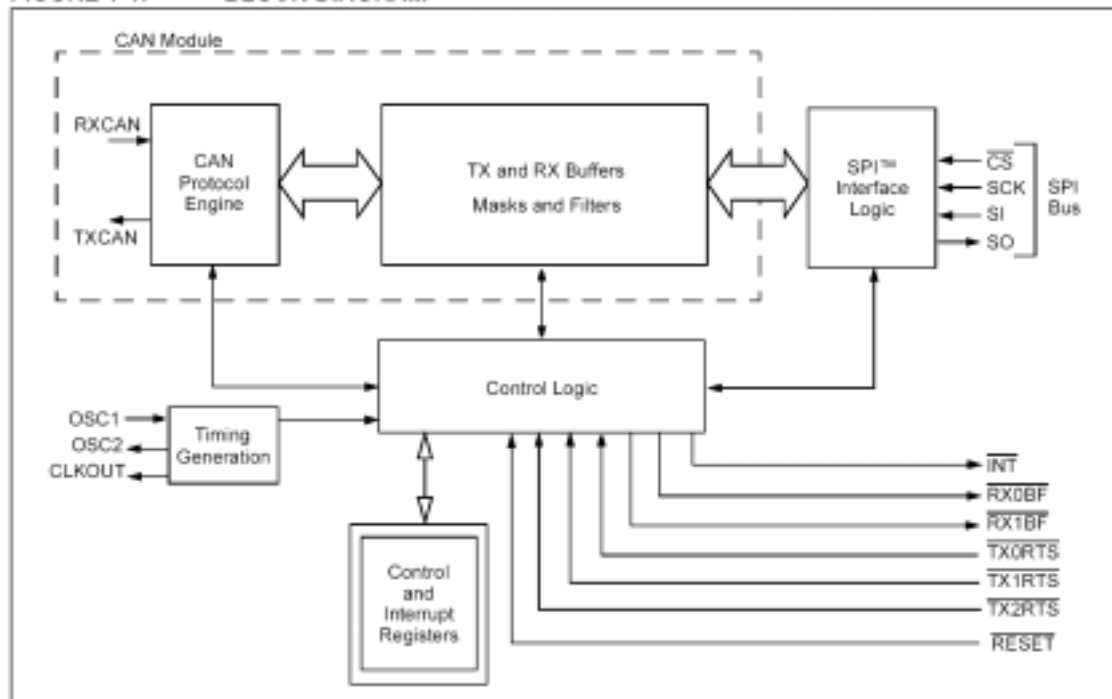 CAN Module
RXCAN
TXCAN
CAN
Protocol
Engine
TX and RX Buffers
Masks and Filters
SPI™
Interface
Logic
CS
SCK
SI
SO
SPI
Bus
Control Logic
OSC1
OSC2
CLKOUT
Timing
Generation
Control
and
Interrupt
Registers
INT
RX0BF
RX1BF
TX0RTS
TX1RTS
TX2RTS
RESET